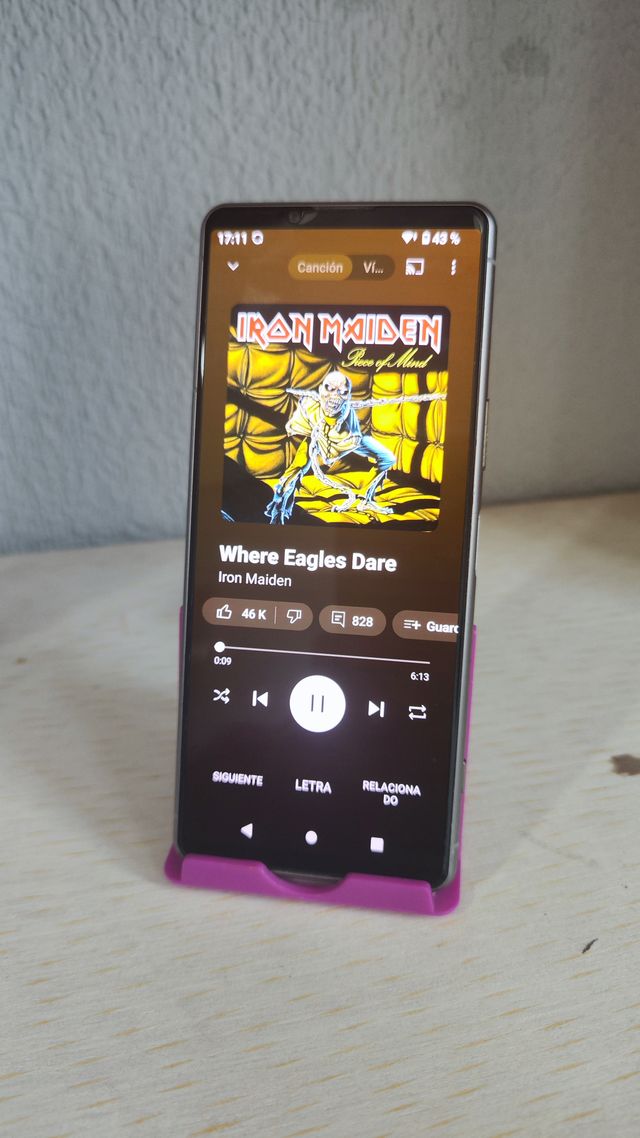 17:11 43 %
Canción Ví...
IRON MAIDEN
Piece of Mind
Where Eagles Dare
Iron Maiden
46 K 828 Guard
0:09 6:13
SIGUIENTE LETRA RELACIONA
DO